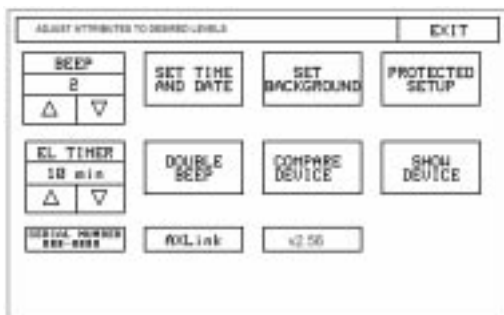 ADJUST ATTRIBUTES TO DESIRED LEVELS
EXIT
BEEP
2
SET TIME
AND DATE
SET
BACKGROUND
PROTECTED
SETUP
EL TIMER
10 min
DOUBLE
BEEP
COMPARE
DEVICE
SHOW
DEVICE
SERIAL NUMBER
AXLink
v2.56